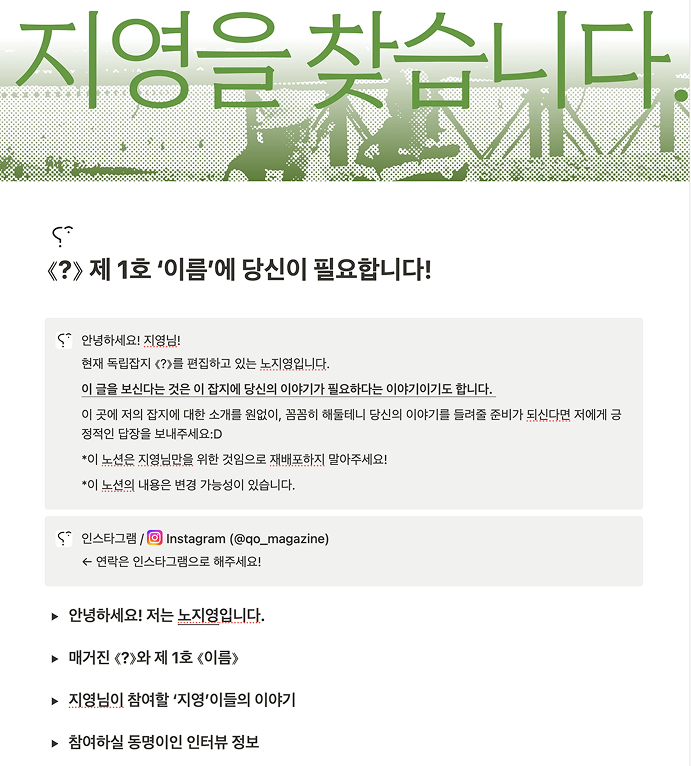 지영을 찾습니다.
《?》 제 1호 ‘이름’에 당신이 필요합니다!
안녕하세요! 지영님!
현재 독립잡지 《?》를 편집하고 있는 노지영입니다.
이 글을 보신다는 것은 이 잡지에 당신의 이야기가 필요하다는 이야기이기도 합니다.
이 곳에 저의 잡지에 대한 소개를 원없이, 꼼꼼히 해둘테니 당신의 이야기를 들려줄 준비가 되신다면 저에게 긍
정적인 답장을 보내주세요:D
*이 노션은 지영님만을 위한 것임으로 재배포하지 말아주세요!
*이 노션의 내용은 변경 가능성이 있습니다.
인스타그램 / Instagram (@qo_magazine)
← 연락은 인스타그램으로 해주세요!
안녕하세요! 저는 노지영입니다.
매거진 《?》와 제 1호 《이름》
지영님이 참여할 ‘지영’이들의 이야기
참여하실 동명이인 인터뷰 정보